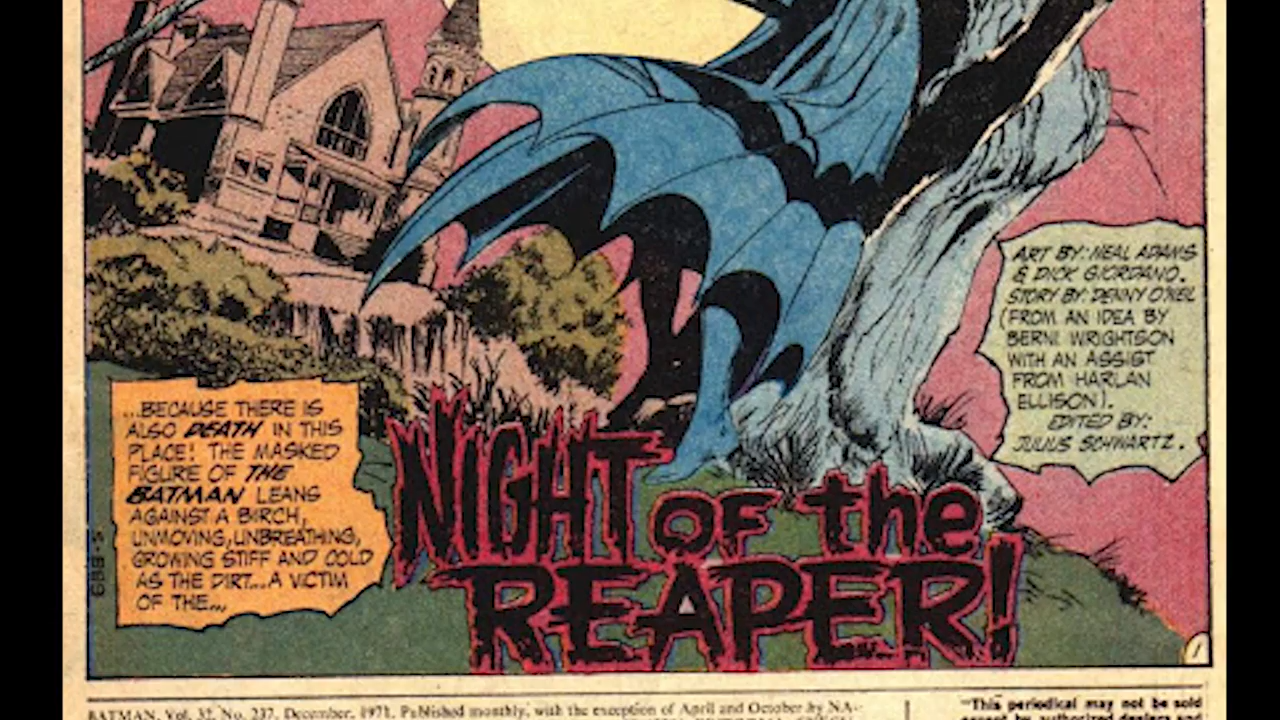 ...BECAUSE THERE IS
ALSO DEATH IN THIS
PLACE! THE MASKED
FIGURE OF THE
BATMAN LEANS
AGAINST A BIRCH,
UNMOVING, UNBREATHING,
GROWING STIFF AND COLD
AS THE DIRT...A VICTIM
OF THE...
NIGHT OF the
REAPER!
ART BY: NEAL ADAMS
& DICK GIORDANO.
STORY BY: DENNY O'NEIL
(FROM AN IDEA BY
BERNI WRIGHTSON
WITH AN ASSIST
FROM HARLAN
ELLISON).
EDITED BY:
JULIUS SCHWARTZ.
1
BATMAN, Vol. 32, No. 237, December, 1971. Published monthly, with the exception of April and October by NA-
"This periodical may not be sold
except by authorized dealers